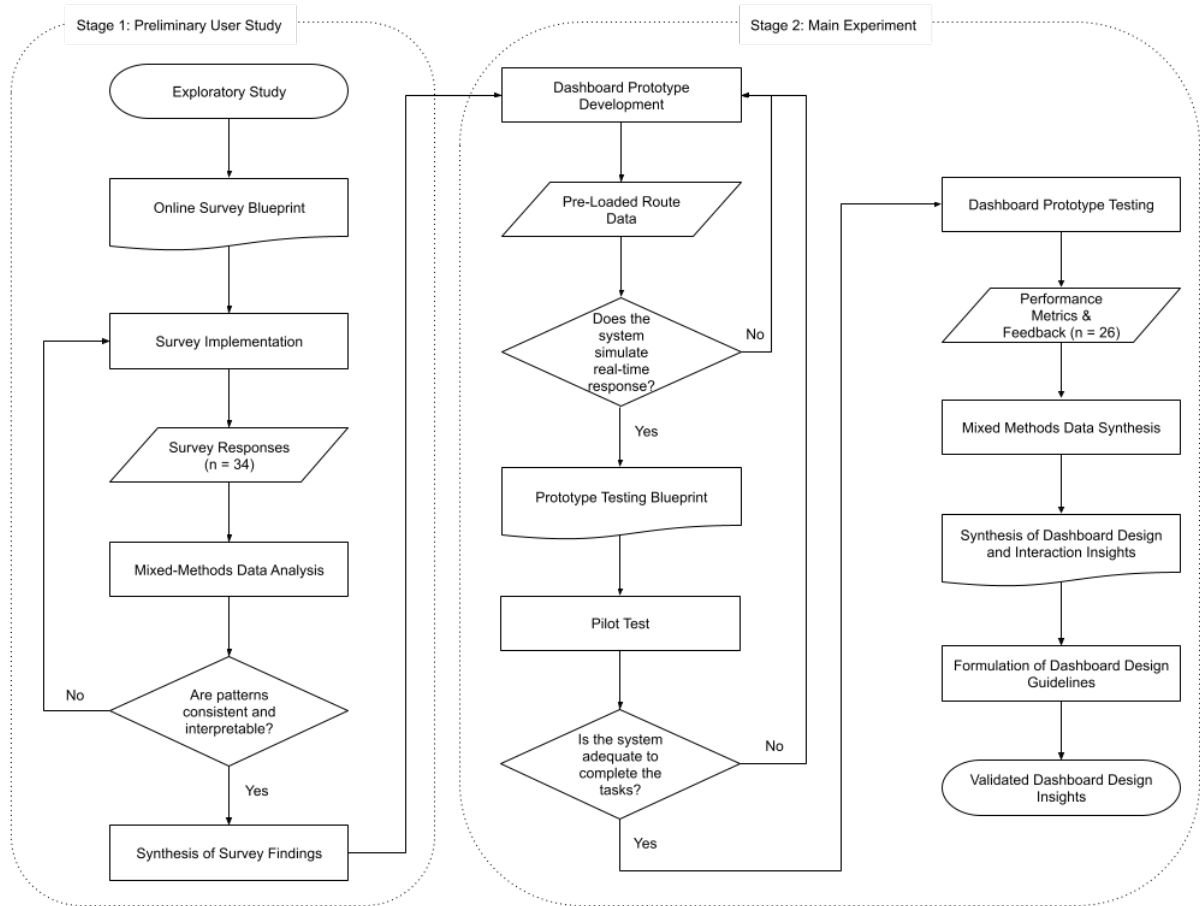 Stage 1: Preliminary User Study
Exploratory Study
Online Survey Blueprint
Survey Implementation
Survey Responses
(n = 34)
Mixed-Methods Data Analysis
Are patterns
consistent and
interpretable?
No
Yes
Synthesis of Survey Findings
Stage 2: Main Experiment
Dashboard Prototype
Development
Pre-Loaded Route
Data
Does the
system
simulate
real-time
response?
No
Yes
Prototype Testing Blueprint
Pilot Test
Is the system
adequate to
complete the
tasks?
No
Yes
Dashboard Prototype Testing
Performance
Metrics &
Feedback (n = 26)
Mixed Methods Data Synthesis
Synthesis of Dashboard Design
and Interaction Insights
Formulation of Dashboard Design
Guidelines
Validated Dashboard Design
Insights